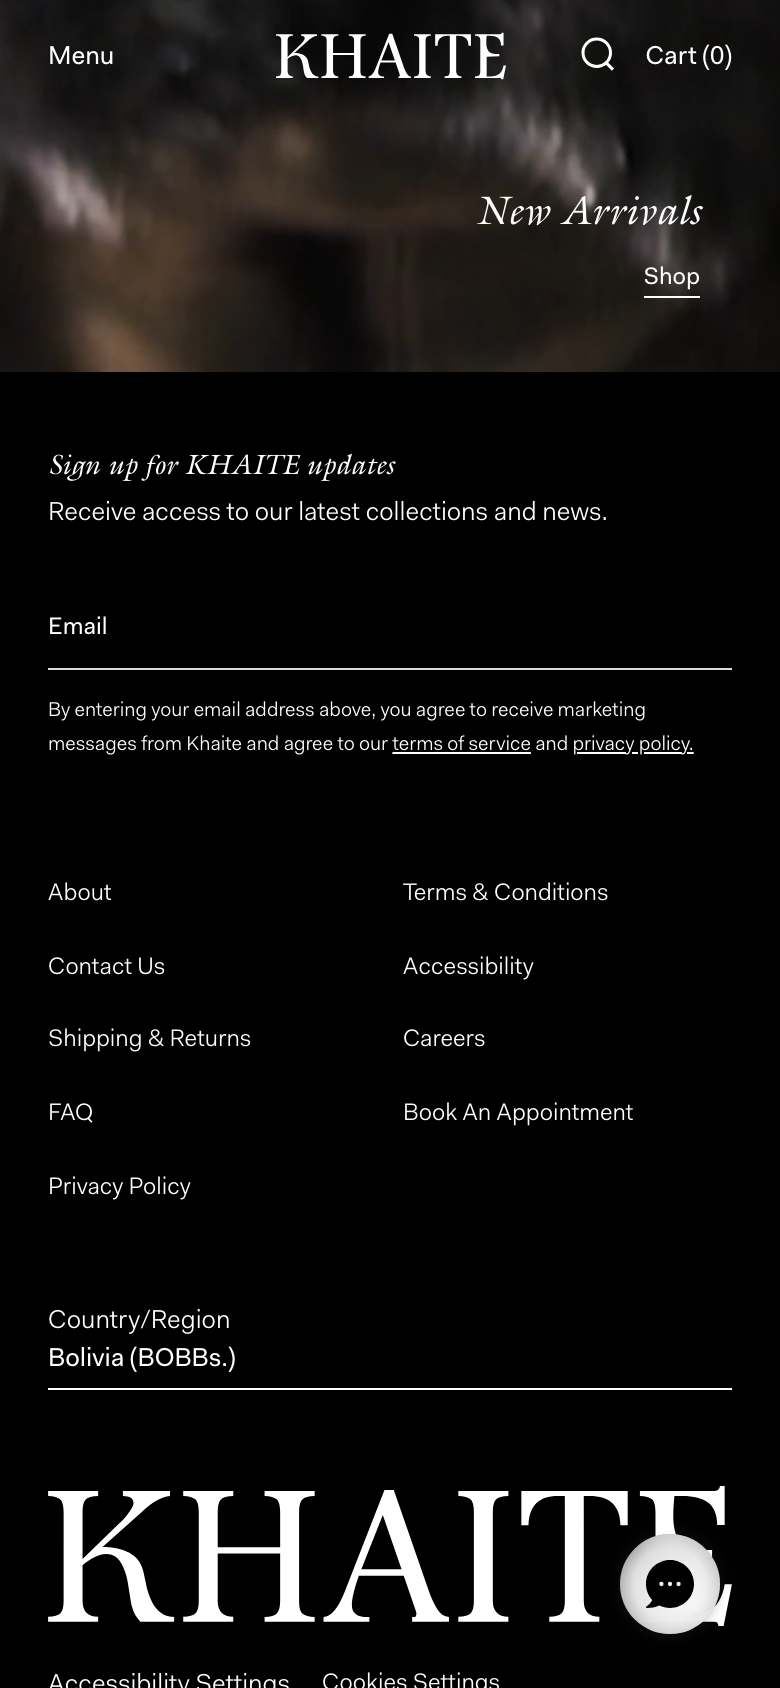 Menu
KHAITE
Cart (0)
New Arrivals
Shop
Sign up for KHAITE updates
Receive access to our latest collections and news.
Email
By entering your email address above, you agree to receive marketing
messages from Khaite and agree to our terms of service and privacy policy.
About
Terms & Conditions
Contact Us
Accessibility
Shipping & Returns
Careers
FAQ
Book An Appointment
Privacy Policy
Country/Region
Bolivia (BOBBs.)
KHAITE
Accessibility Settings
Cookies Settings